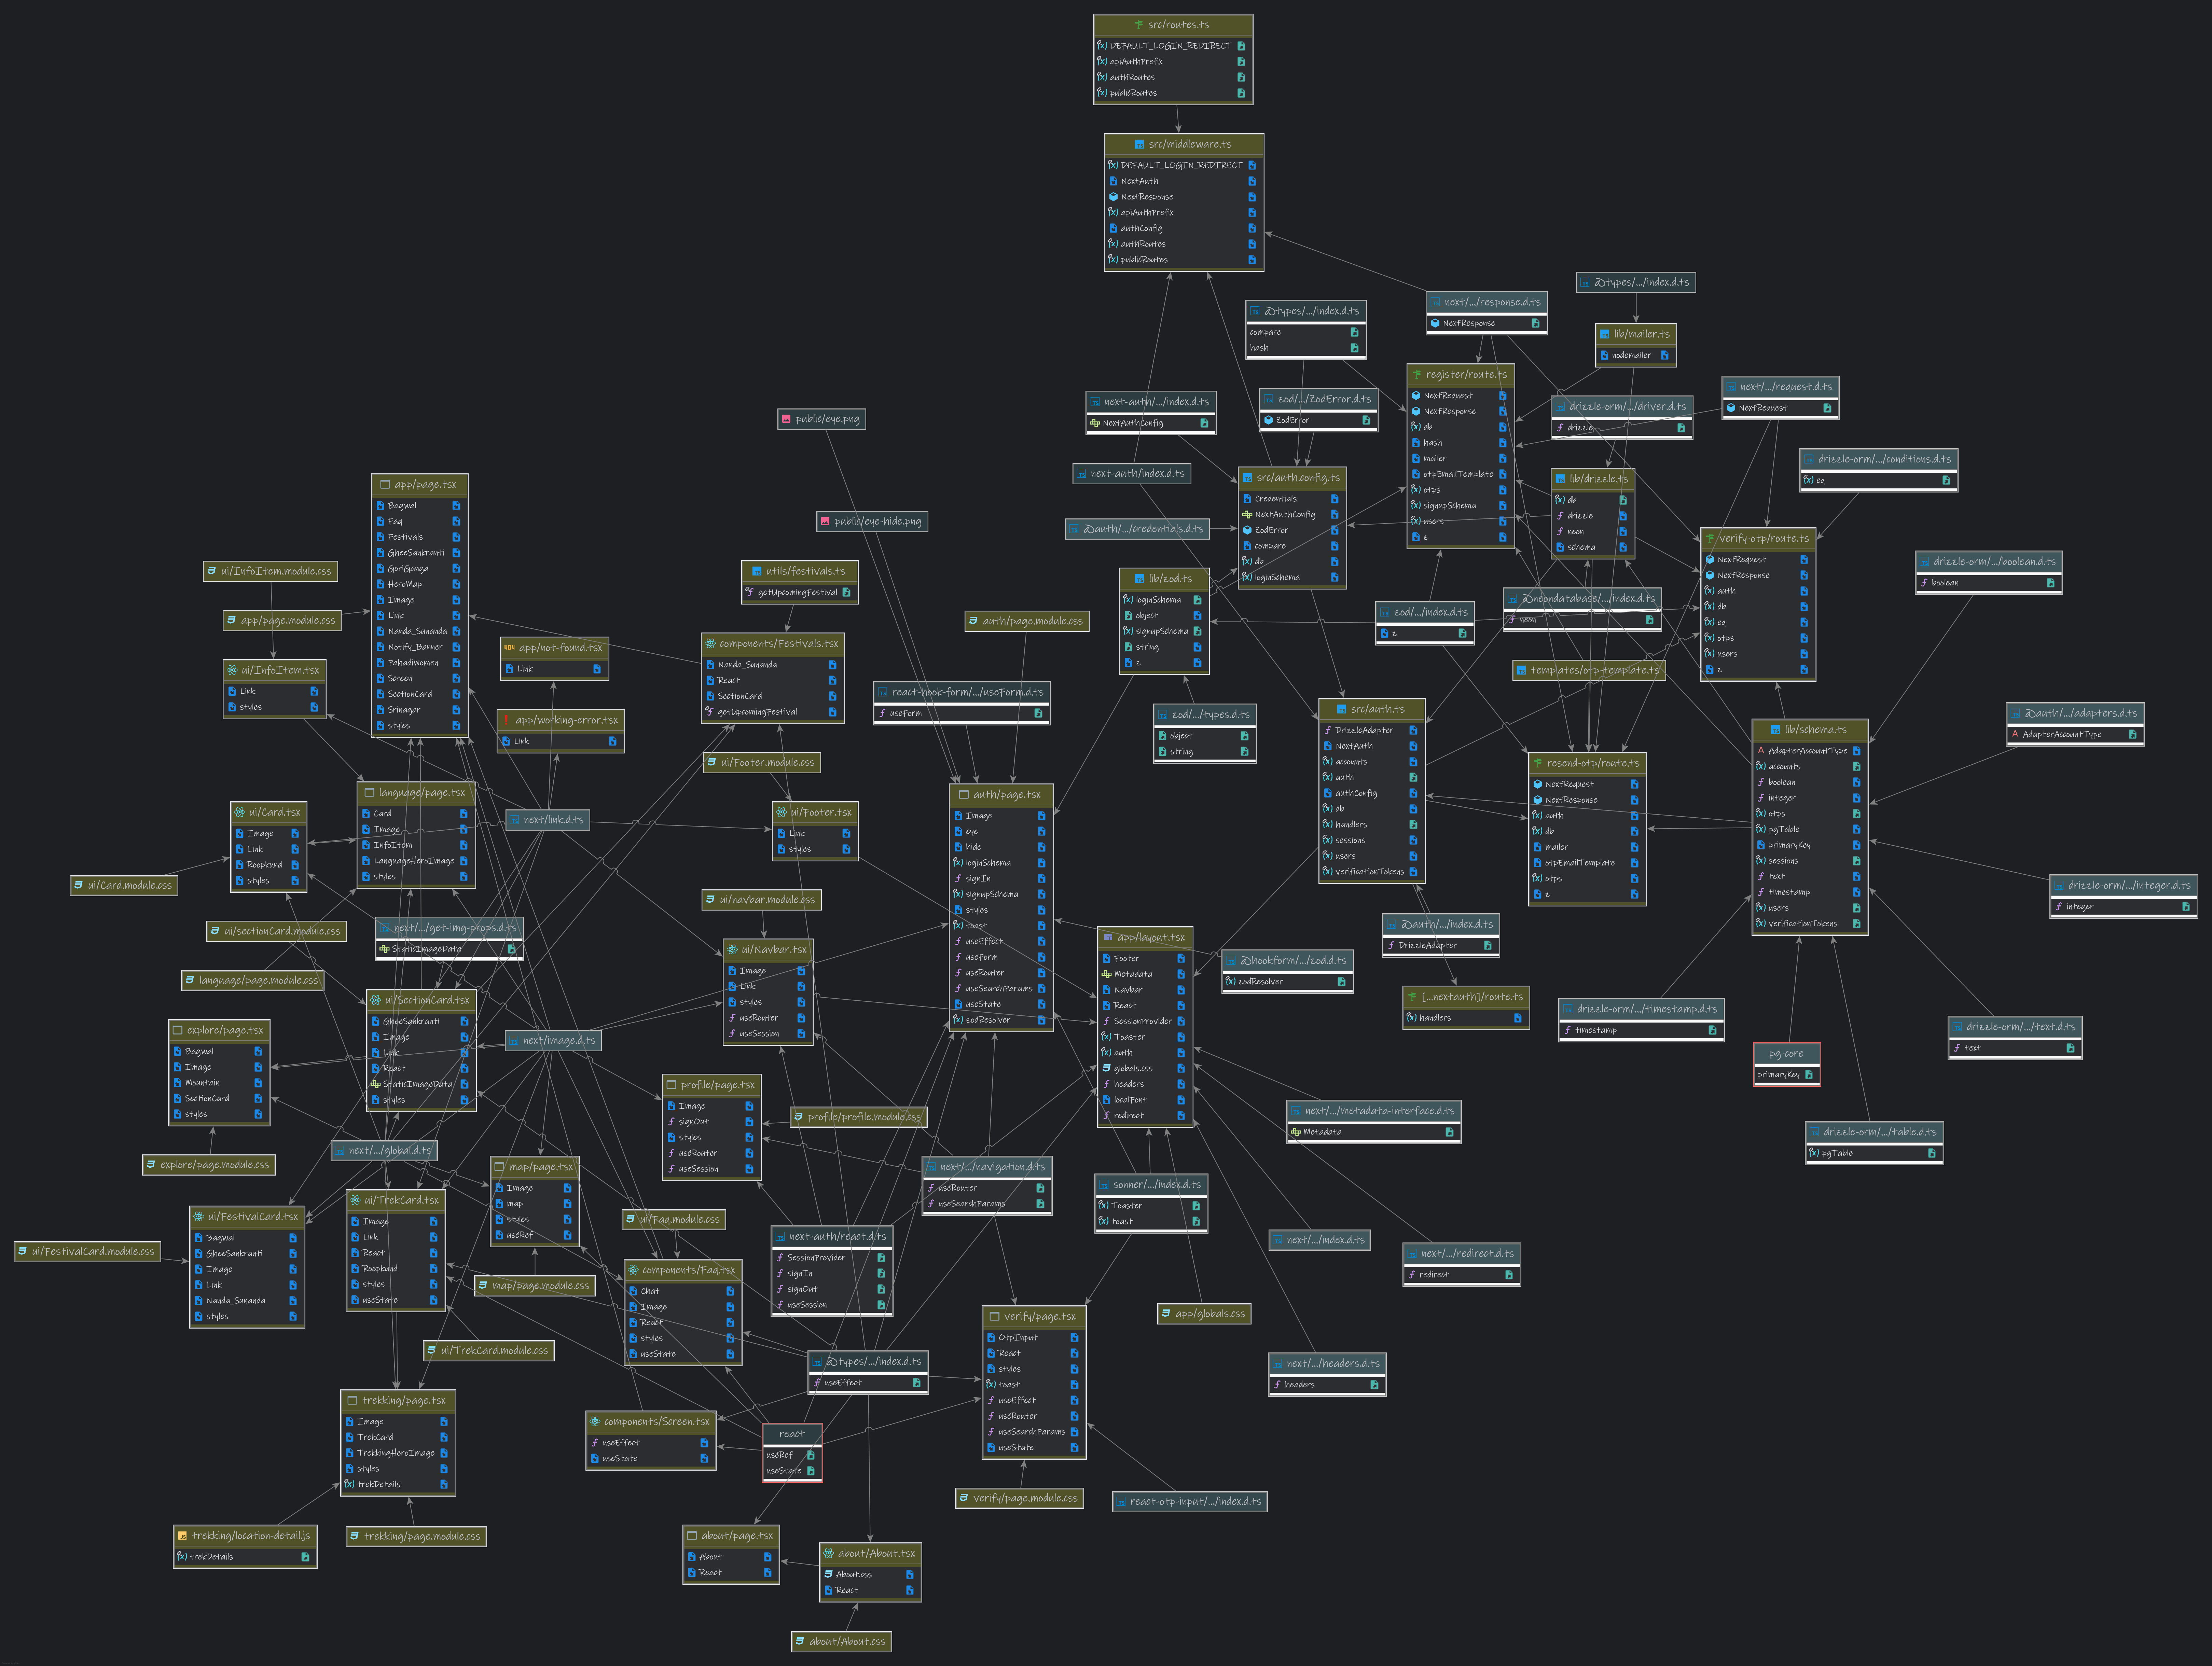 src/routes.ts
DEFAULT_LOGIN_REDIRECT
apiAuthPrefix
authRoutes
publicRoutes
src/middleware.ts
DEFAULT_LOGIN_REDIRECT
NextAuth
NextResponse
apiAuthPrefix
authConfig
authRoutes
publicRoutes
@types/.../index.d.ts
next/.../response.d.ts
NextResponse
@types/.../index.d.ts
compare
hash
lib/mailer.ts
nodemailer
register/route.ts
NextRequest
NextResponse
db
hash
mailer
otpEmailTemplate
otps
signupSchema
users
z
next/.../request.d.ts
NextRequest
next-auth/.../index.d.ts
NextAuthConfig
zod/.../ZodError.d.ts
ZodError
drizzle-orm/.../driver.d.ts
drizzle
public/eye.png
drizzle-orm/.../conditions.d.ts
eq
next-auth/index.d.ts
src/auth.config.ts
Credentials
NextAuthConfig
ZodError
compare
db
loginSchema
lib/drizzle.ts
db
drizzle
neon
schema
app/page.tsx
Bagwal
Faq
Festivals
GheeSankranti
GoriGanga
HeroMap
Image
Link
Nanda_Sunanda
Notify_Banner
PahadiWomen
Screen
SectionCard
Srinagar
styles
public/eye-hide.png
@auth/.../credentials.d.ts
verify-otp/route.ts
NextRequest
NextResponse
auth
db
eq
otps
users
z
drizzle-orm/.../boolean.d.ts
boolean
ui/InfoItem.module.css
utils/festivals.ts
getUpcomingFestival
lib/zod.ts
loginSchema
object
signupSchema
string
z
@neondatabase/.../index.d.ts
neon
zod/.../index.d.ts
z
app/page.module.css
auth/page.module.css
components/Festivals.tsx
Nanda_Sunanda
React
SectionCard
getUpcomingFestival
app/not-found.tsx
Link
ui/InfoItem.tsx
Link
styles
templates/otp-template.ts
react-hook-form/.../useForm.d.ts
useForm
src/auth.ts
DrizzleAdapter
NextAuth
accounts
auth
authConfig
db
handlers
sessions
users
verificationTokens
zod/.../types.d.ts
object
string
@auth/.../adapters.d.ts
AdapterAccountType
app/working-error.tsx
Link
lib/schema.ts
AdapterAccountType
accounts
boolean
integer
otps
pgTable
primaryKey
sessions
text
timestamp
users
verificationTokens
ui/Footer.module.css
resend-otp/route.ts
NextRequest
NextResponse
auth
db
mailer
otpEmailTemplate
otps
z
language/page.tsx
Card
Image
InfoItem
LanguageHeroImage
styles
auth/page.tsx
Image
eye
hide
loginSchema
signIn
signupSchema
styles
toast
useEffect
useForm
useRouter
useSearchParams
useState
zodResolver
ui/Card.tsx
Image
Link
Roopkund
styles
ui/Footer.tsx
Link
styles
next/link.d.ts
ui/Card.module.css
drizzle-orm/.../integer.d.ts
integer
ui/navbar.module.css
@auth/.../index.d.ts
DrizzleAdapter
next/.../get-img-props.d.ts
StaticImageData
ui/sectionCard.module.css
app/layout.tsx
Footer
Metadata
Navbar
React
SessionProvider
Toaster
auth
globals.css
headers
localFont
redirect
ui/Navbar.tsx
Image
Link
styles
useRouter
useSession
@hookform/.../zod.d.ts
zodResolver
language/page.module.css
[...nextauth]/route.ts
handlers
ui/SectionCard.tsx
GheeSankranti
Image
Link
React
StaticImageData
styles
drizzle-orm/.../timestamp.d.ts
timestamp
drizzle-orm/.../text.d.ts
text
explore/page.tsx
Bagwal
Image
Mountain
SectionCard
styles
next/image.d.ts
pg-core
primaryKey
profile/page.tsx
Image
signOut
styles
useRouter
useSession
profile/profile.module.css
next/.../metadata-interface.d.ts
Metadata
drizzle-orm/.../table.d.ts
pgTable
next/.../global.d.ts
explore/page.module.css
map/page.tsx
Image
map
styles
useRef
next/.../navigation.d.ts
useRouter
useSearchParams
sonner/.../index.d.ts
Toaster
toast
ui/TrekCard.tsx
Image
Link
React
Roopkund
styles
useState
ui/FestivalCard.tsx
Bagwal
GheeSankranti
Image
Link
Nanda_Sunanda
styles
ui/Faq.module.css
next-auth/react.d.ts
SessionProvider
signIn
signOut
useSession
next/.../index.d.ts
ui/FestivalCard.module.css
next/.../redirect.d.ts
redirect
components/Faq.tsx
Chat
Image
React
styles
useState
map/page.module.css
app/globals.css
verify/page.tsx
OtpInput
React
styles
toast
useEffect
useRouter
useSearchParams
useState
ui/TrekCard.module.css
@types/.../index.d.ts
useEffect
next/.../headers.d.ts
headers
trekking/page.tsx
Image
TrekCard
TrekkingHeroImage
styles
trekDetails
components/Screen.tsx
useEffect
useState
react
useRef
useState
verify/page.module.css
react-otp-input/.../index.d.ts
trekking/location-detail.js
trekDetails
trekking/page.module.css
about/page.tsx
About
React
about/About.tsx
About.css
React
about/About.css